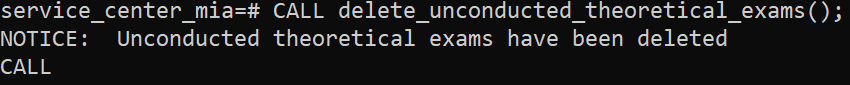 service_center_mia=# CALL delete_unconducted_theoretical_exams();
NOTICE:  Unconducted theoretical exams have been deleted
CALL